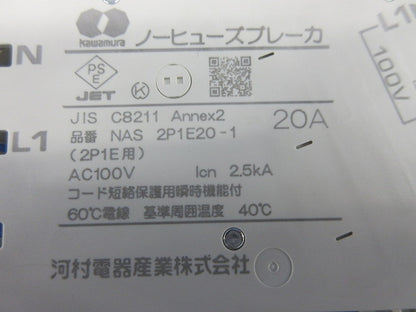 Kawamura
ノーヒューズブレーカ
N
L1
PS
E
JET
K
JIS C8211 Annex2
品番 NAS 2P1E20-1
20A
(2P1E用)
AC100V Icn 2.5kA
コード短絡保護用瞬時機能付
60℃電線 基準周囲温度 40℃
河村電器産業株式会社
L1
100V